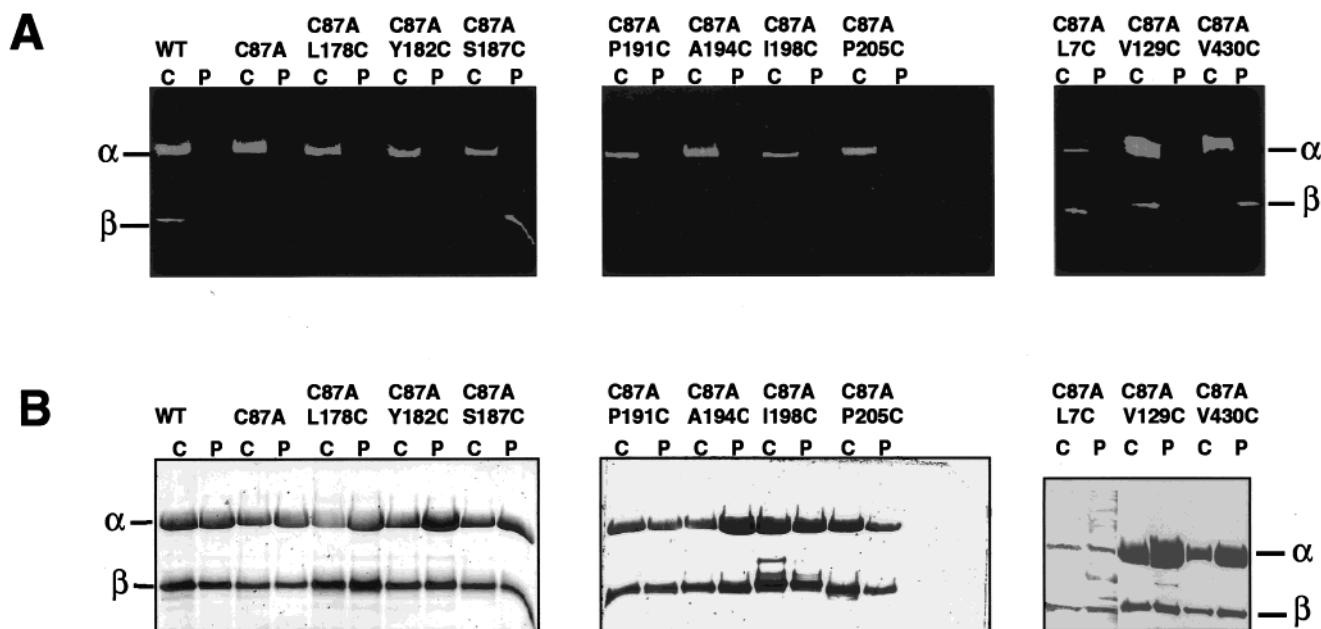 A
C87A C87A C87A
WT C87A L178C Y182C S187C
C P C P C P C P C P
C87A C87A C87A C87A
P191C A194C I198C P205C
C P C P C P C P
C87A C87A C87A
L7C V129C V430C
C P C P C P
α α
β β
B
C87A C87A C87A
WT C87A L178C Y182C S187C
C P C P C P C P C P
C87A C87A C87A C87A
P191C A194C I198C P205C
C P C P C P C P
C87A C87A C87A
L7C V129C V430C
C P C P C P
α α
β β